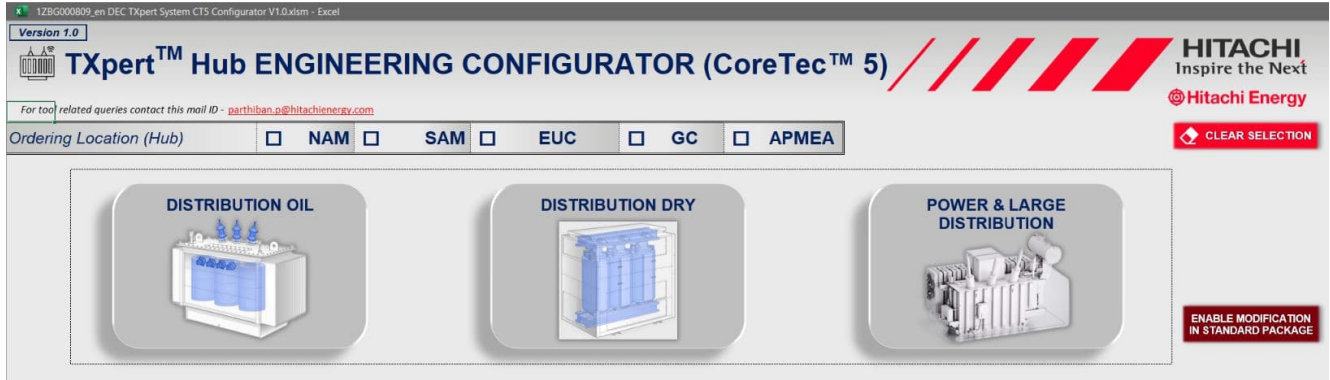 1ZBG000809_en DEC TXpert System CT5 Configurator V1.0.xlsm - Excel
Version 1.0
TXpert™ Hub ENGINEERING CONFIGURATOR (CoreTec™ 5)
HITACHI
Inspire the Next
Hitachi Energy
For tool related queries contact this mail ID - parthiban.p@hitachienergy.com
Ordering Location (Hub) NAM SAM EUC GC APMEA
CLEAR SELECTION
DISTRIBUTION OIL
DISTRIBUTION DRY
POWER & LARGE
DISTRIBUTION
ENABLE MODIFICATION
IN STANDARD PACKAGE